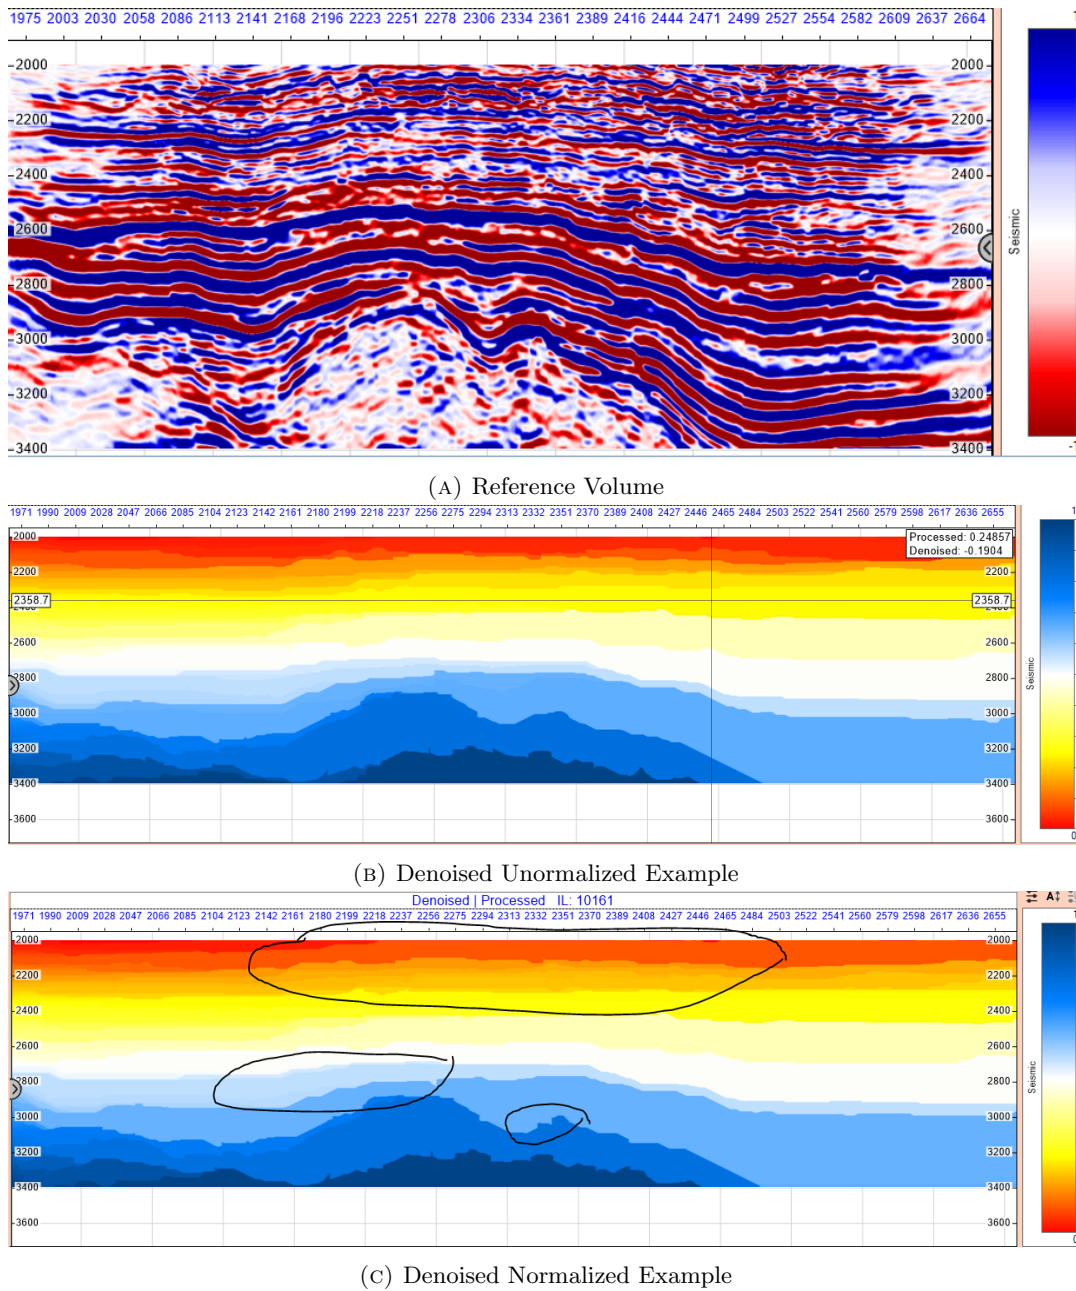 1975 2003 2030 2058 2086 2113 2141 2168 2196 2223 2251 2278 2306 2334 2361 2389 2416 2444 2471 2499 2527 2554 2582 2609 2637 2664
1
2000 2000
2200 2200
2400 2400
2600 2600
Seismic
2800 2800
3000 3000
3200 3200
-1
3400 3400
(A) Reference Volume
1971 1990 2009 2028 2047 2066 2085 2104 2123 2142 2161 2180 2199 2218 2237 2256 2275 2294 2313 2332 2351 2370 2389 2408 2427 2446 2465 2484 2503 2522 2541 2560 2579 2598 2617 2636 2655
1
2000 Processed: 0.24857
Denoised: -0.1904
2200 2200
2358.7 2358.7
2600 2600
Seismic
2800 2800
3000 3000
3200 3200
3400 3400
3600 3600
0
(B) Denoised Unormalized Example
Denoised | Processed IL: 10161
1971 1990 2009 2028 2047 2066 2085 2104 2123 2142 2161 2180 2199 2218 2237 2256 2275 2294 2313 2332 2351 2370 2389 2408 2427 2446 2465 2484 2503 2522 2541 2560 2579 2598 2617 2636 2655
1
2000 2000
2200 2200
2400 2400
2600 2600
Seismic
2800 2800
3000 3000
3200 3200
3400 3400
3600 3600
0
(C) Denoised Normalized Example